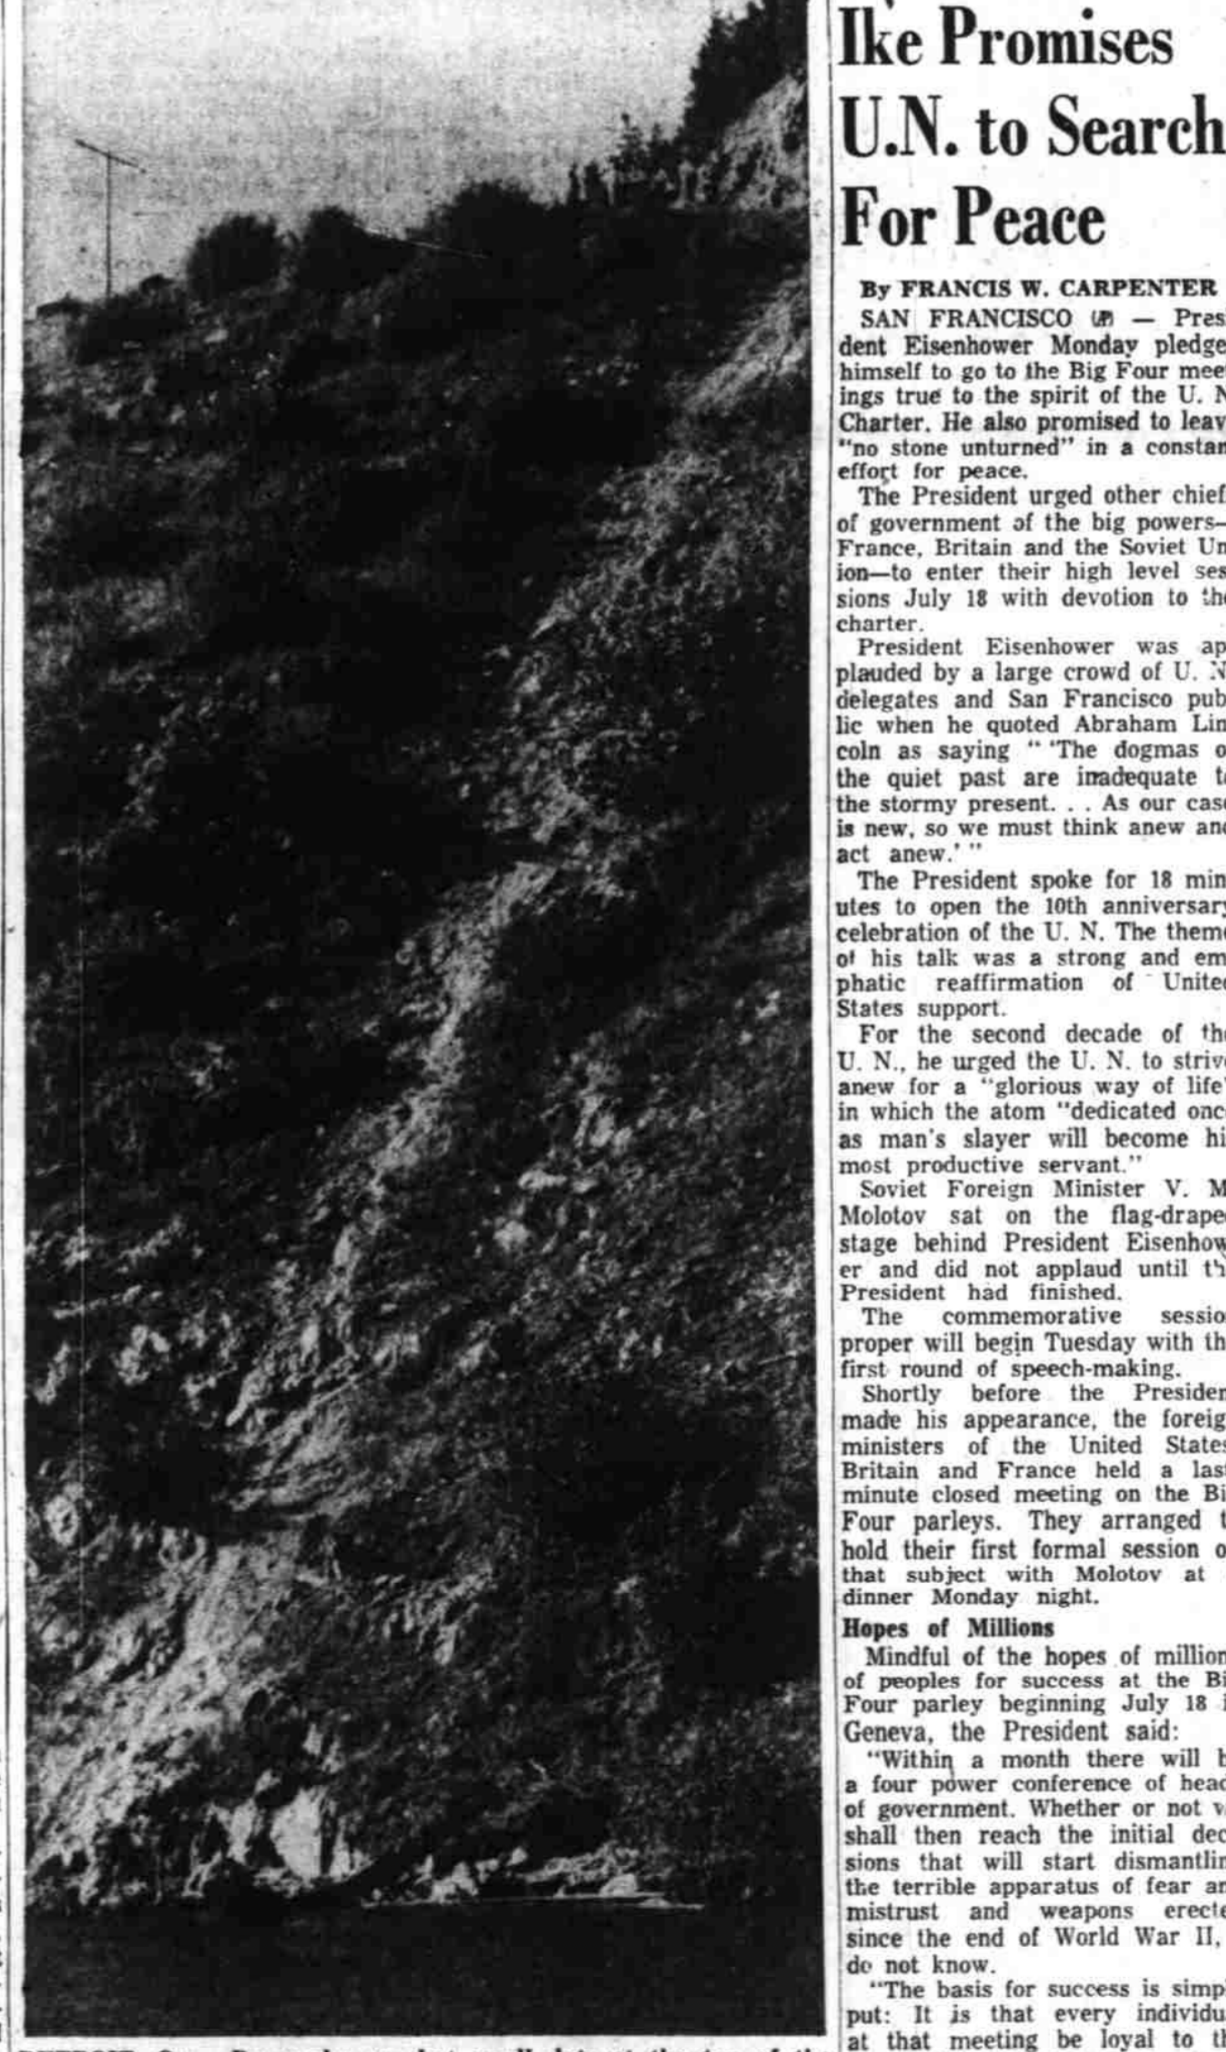 Ike Promises
U.N. to Search
For Peace
By FRANCIS W. CARPENTER
SAN FRANCISCO (AP) — Presi
dent Eisenhower Monday pledge
himself to go to the Big Four meet
ings true to the spirit of the U. N
Charter. He also promised to leav
"no stone unturned" in a constan
effort for peace.
The President urged other chief
of government of the big powers—
France, Britain and the Soviet Un
ion—to enter their high level ses
sions July 18 with devotion to the
charter.
President Eisenhower was ap
plauded by a large crowd of U. N
delegates and San Francisco pub
lic when he quoted Abraham Lin
coln as saying " 'The dogmas o
the quiet past are inadequate to
the stormy present. . . As our case
is new, so we must think anew and
act anew.' "
The President spoke for 18 min
utes to open the 10th anniversary
celebration of the U. N. The theme
of his talk was a strong and em
phatic reaffirmation of United
States support.
For the second decade of the
U. N., he urged the U. N. to strive
anew for a "glorious way of life"
in which the atom "dedicated onc
as man's slayer will become hi
most productive servant."
Soviet Foreign Minister V. M
Molotov sat on the flag-draped
stage behind President Eisenhow
er and did not applaud until th
President had finished.
The commemorative sessio
proper will begin Tuesday with th
first round of speech-making.
Shortly before the Presiden
made his appearance, the foreig
ministers of the United States
Britain and France held a last
minute closed meeting on the Bi
Four parleys. They arranged t
hold their first formal session o
that subject with Molotov at
dinner Monday night.
Hopes of Millions
Mindful of the hopes of million
of peoples for success at the Bi
Four parley beginning July 18 i
Geneva, the President said:
"Within a month there will b
a four power conference of head
of government. Whether or not w
shall then reach the initial deci
sions that will start dismantlin
the terrible apparatus of fear an
mistrust and weapons erecte
since the end of World War II,
do not know.
"The basis for success is simpl
put: It is that every individu
at that meeting be loyal to th